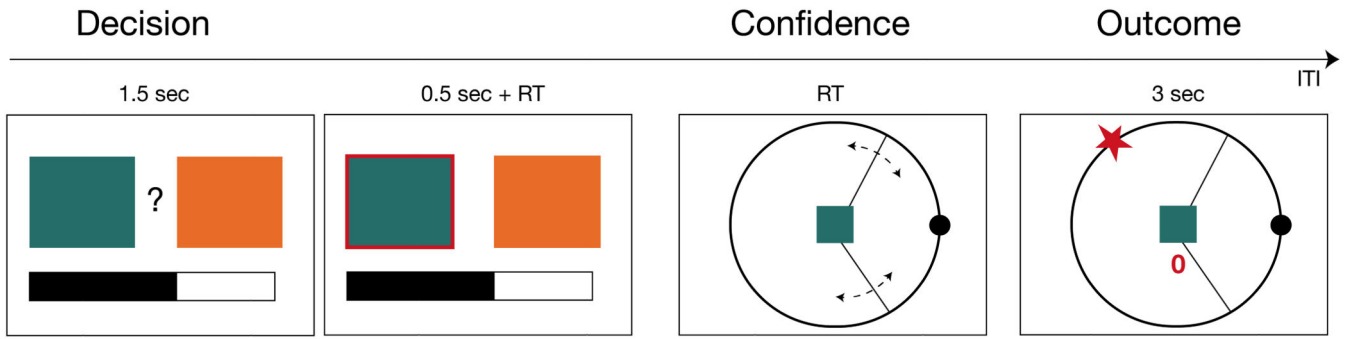 Decision
Confidence
Outcome
ITI
1.5 sec
0.5 sec + RT
RT
3 sec
?
0